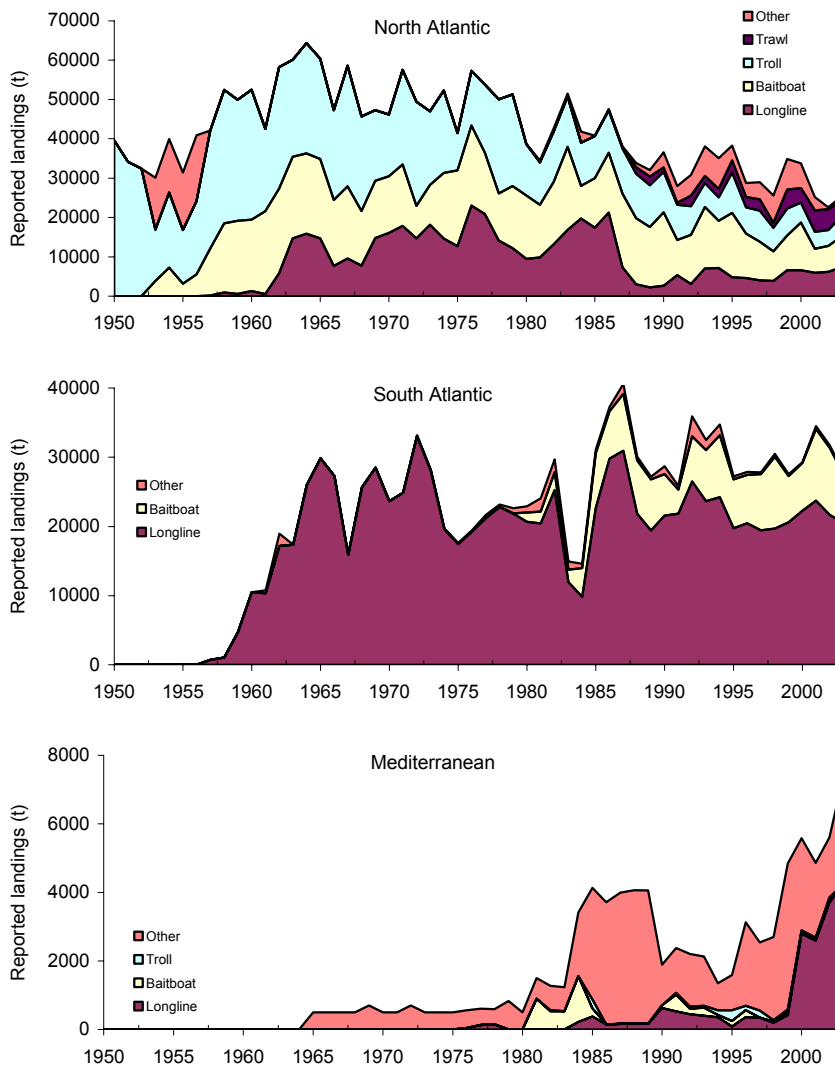 North Atlantic
Other
Trawl
Troll
Baitboat
Longline
Reported landings (t)
70000
60000
50000
40000
30000
20000
10000
0
1950 1955 1960 1965 1970 1975 1980 1985 1990 1995 2000
South Atlantic
Other
Baitboat
Longline
Reported landings (t)
40000
30000
20000
10000
0
1950 1955 1960 1965 1970 1975 1980 1985 1990 1995 2000
Mediterranean
Other
Troll
Baitboat
Longline
Reported landings (t)
8000
6000
4000
2000
0
1950 1955 1960 1965 1970 1975 1980 1985 1990 1995 2000